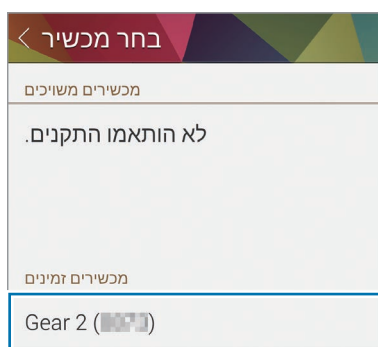 בחר מכשיר
מכשירים משויכים
לא הותאמו התקנים.
מכשירים זמינים
Gear 2 ( )